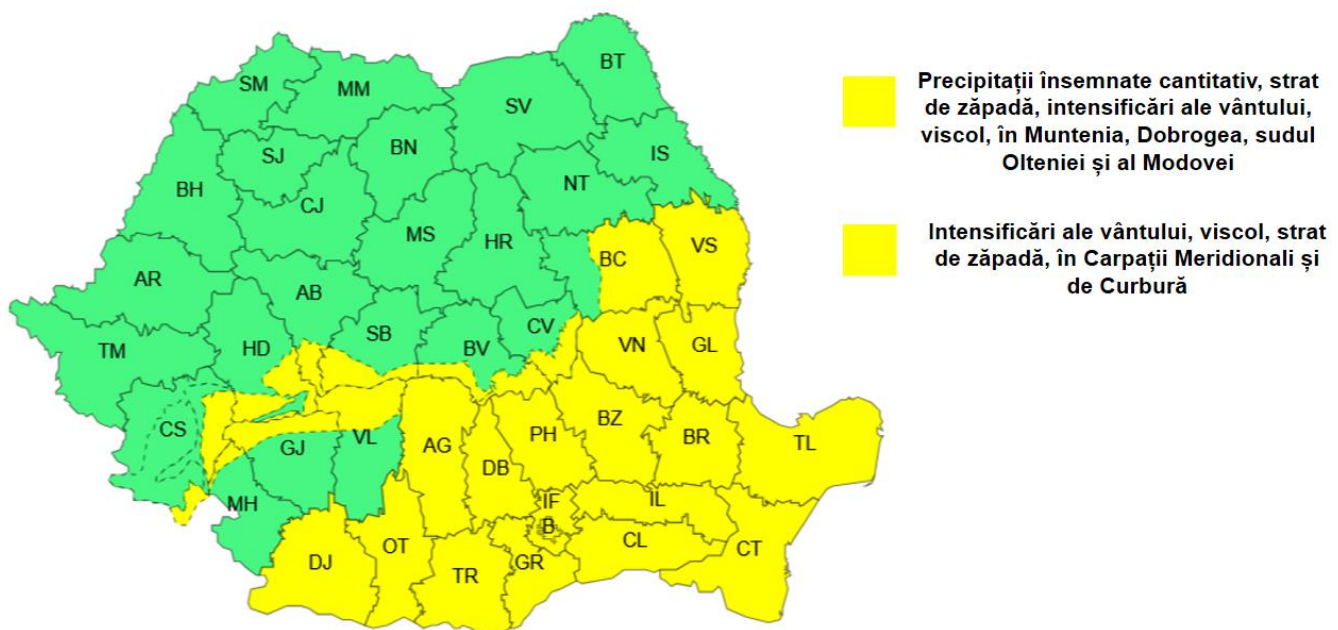 BT
SM
MM
SV
SJ
BN
IS
BH
CJ
NT
MS
HR
BC
VS
AR
AB
TM
HD
SB
BV
CV
VN
GL
CS
GJ
VL
AG
DB
PH
BZ
BR
TL
MH
IF
IL
B
DJ
OT
TR
GR
CL
CT
Precipitații însemnate cantitativ, strat
de zăpadă, intensificări ale vântului,
viscol, în Muntenia, Dobrogea, sudul
Olteniei și al Modovei
Intensificări ale vântului, viscol, strat
de zăpadă, în Carpații Meridionali și
de Curbură